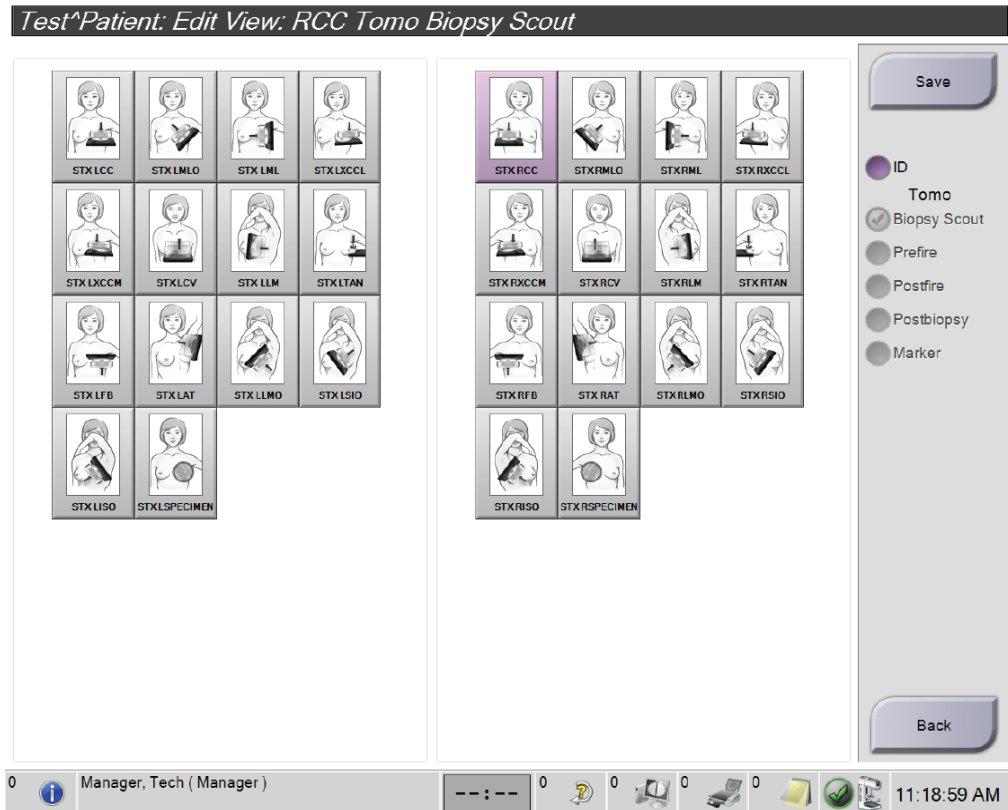 Test^Patient: Edit View: RCC Tomo Biopsy Scout
STX LCC STX LMLO STX LML STX LXCCL
STX LXCCM STX LCV STX LLM STX LTAN
STX LFB STX LAT STX LLMO STX LSIO
STX LISO STX LSPECIMEN
STX RCC STX RMLO STX RML STX RXCCL
STX RXCCM STX RCV STX RLM STX RTAN
STX RFB STX RAT STX RLMO STX RSIO
STX RISO STX RSPECIMEN
Save
ID
Tomo
Biopsy Scout
Prefire
Postfire
Postbiopsy
Marker
Back
0 Manager, Tech ( Manager ) --:-- 0 0 0 0 11:18:59 AM